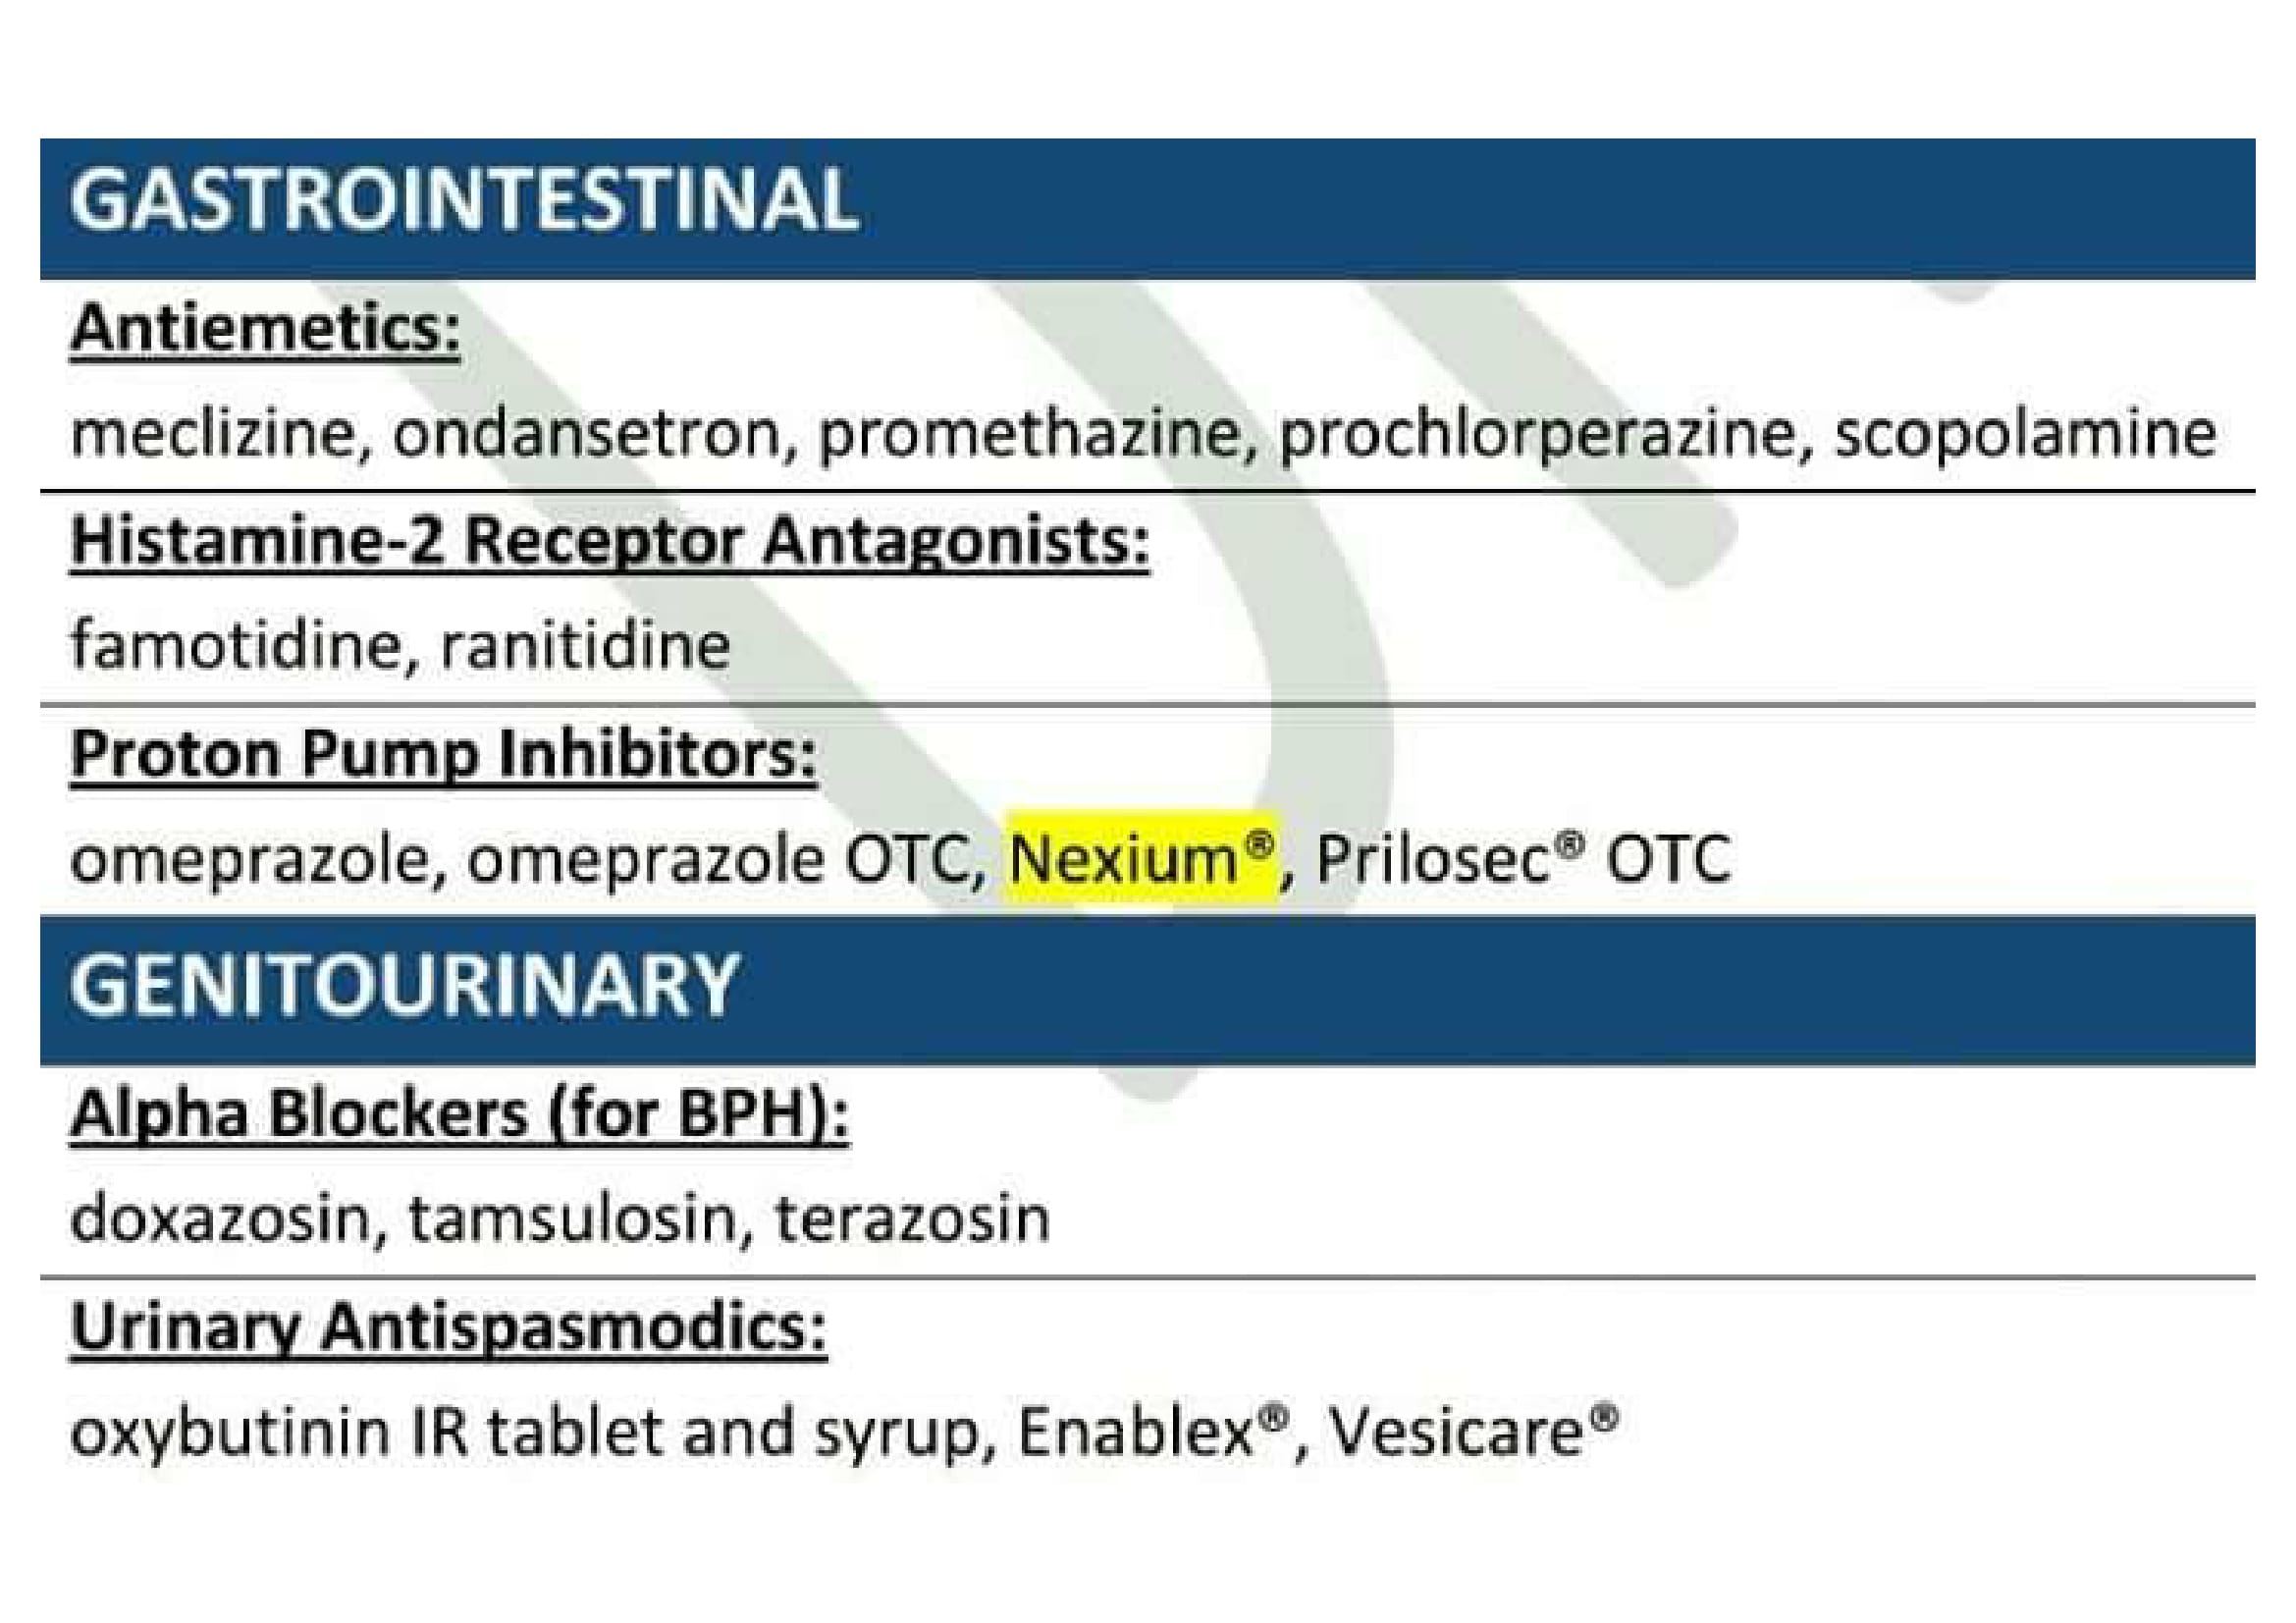 GASTROINTESTINAL
Antiemetics:
meclizine, ondansetron, promethazine, prochlorperazine, scopolamine
Histamine-2 Receptor Antagonists:
famotidine, ranitidine
Proton Pump Inhibitors:
omeprazole, omeprazole OTC, Nexium®, Prilosec® OTC
GENITOURINARY
Alpha Blockers (for BPH):
doxazosin, tamsulosin, terazosin
Urinary Antispasmodics:
oxybutinin IR tablet and syrup, Enablex®, Vesicare®